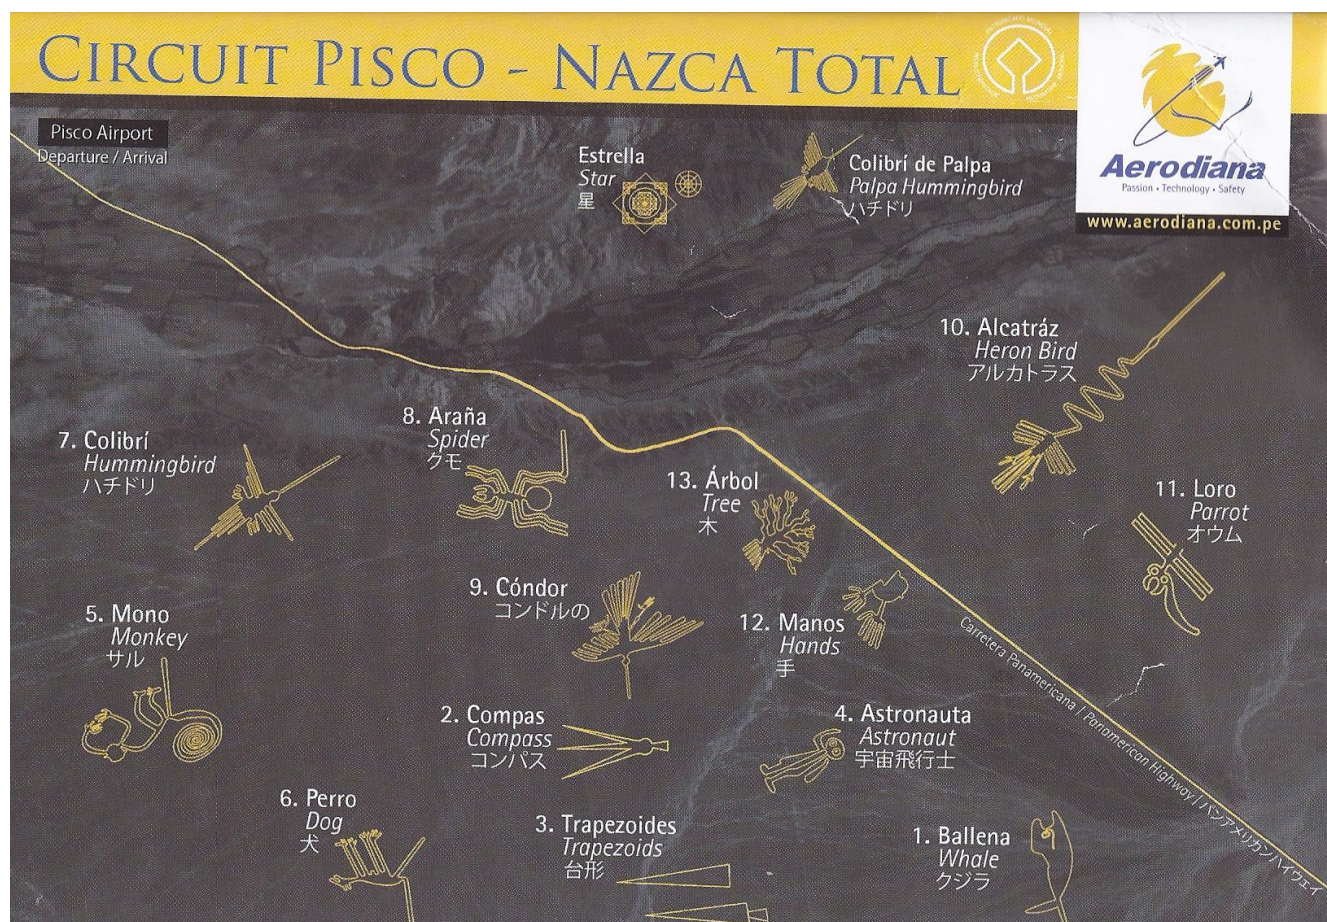 CIRCUIT PISCO - NAZCA TOTAL
Aerodiana
Passion • Technology • Safety
www.aerodiana.com.pe
Pisco Airport
Departure / Arrival
Estrella
Star
星
Colibrí de Palpa
Palpa Hummingbird
ハチドリ
10. Alcatráz
Heron Bird
アルカトラス
8. Araña
Spider
クモ
7. Colibrí
Hummingbird
ハチドリ
13. Árbol
Tree
木
11. Loro
Parrot
オウム
9. Cóndor
コンドルの
5. Mono
Monkey
サル
12. Manos
Hands
手
Carretera Panamericana / Panamerican Highway / パンアメリカンハイウェイ
2. Compas
Compass
コンパス
4. Astronauta
Astronaut
宇宙飛行士
6. Perro
Dog
犬
3. Trapezoides
Trapezoids
台形
1. Ballena
Whale
クジラ